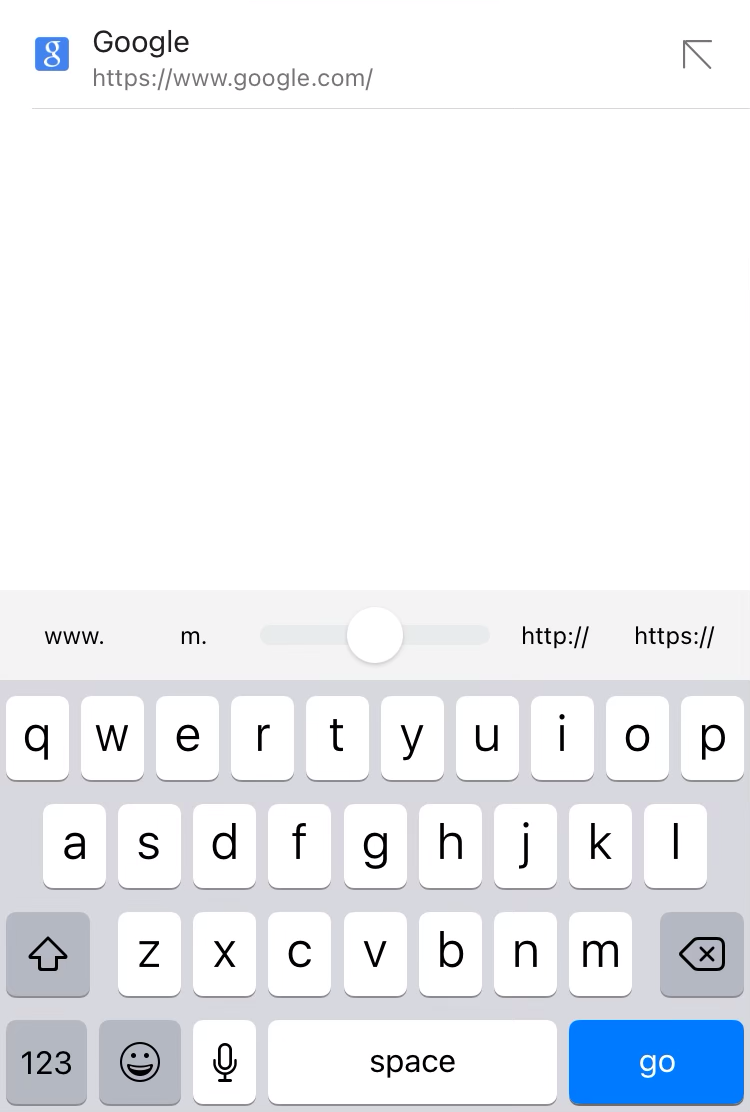 g Google
https://www.google.com/
www. m. http:// https://
q w e r t y u i o p
a s d f g h j k l
z x c v b n m
123 space go